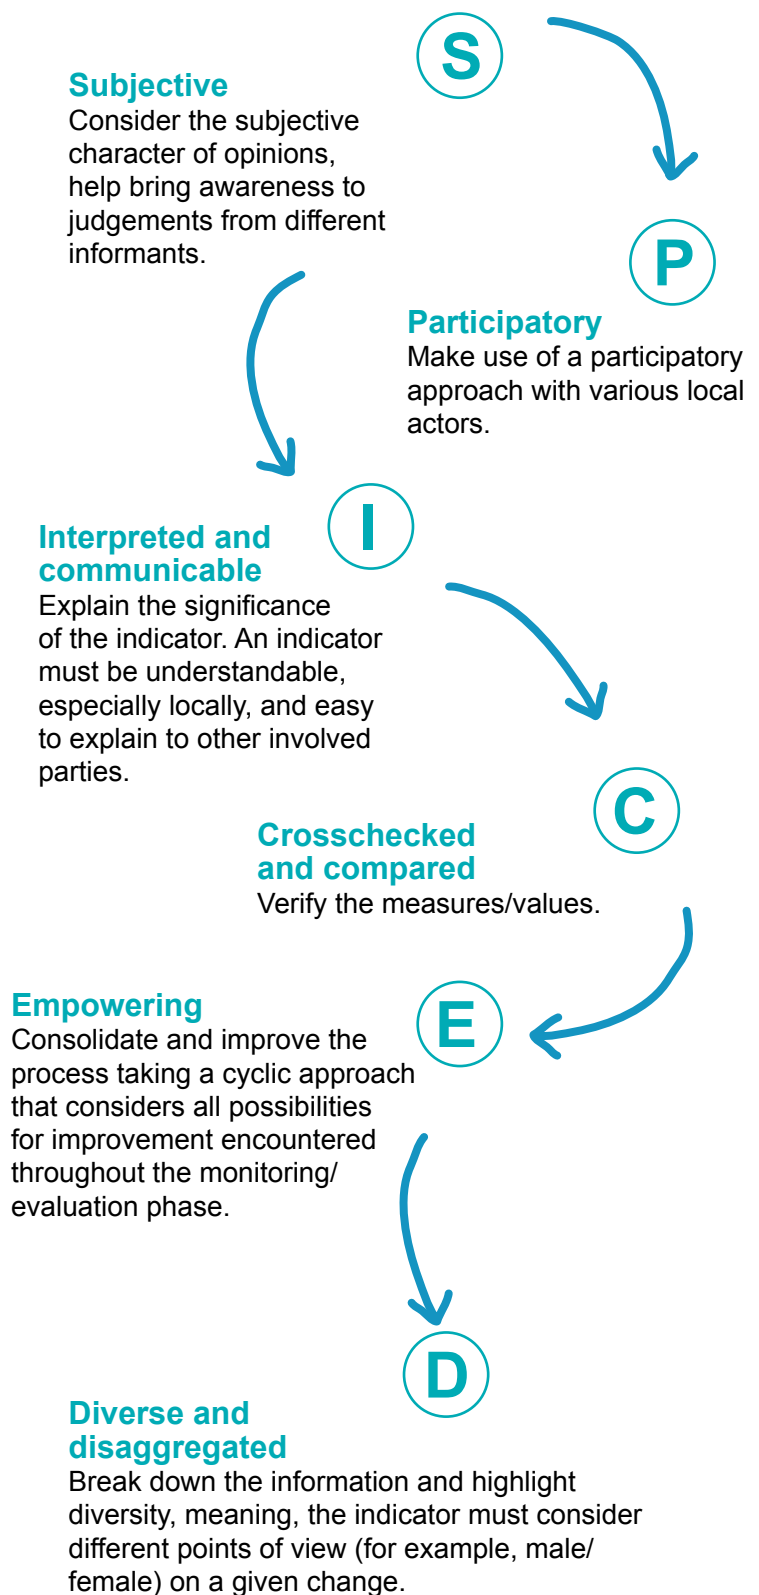 S
Subjective
Consider the subjective
character of opinions,
help bring awareness to
judgements from different
informants.
P
Participatory
Make use of a participatory
approach with various local
actors.
I
Interpreted and
communicable
Explain the significance
of the indicator. An indicator
must be understandable,
especially locally, and easy
to explain to other involved
parties.
C
Crosschecked
and compared
Verify the measures/values.
E
Empowering
Consolidate and improve the
process taking a cyclic approach
that considers all possibilities
for improvement encountered
throughout the monitoring/
evaluation phase.
D
Diverse and
disaggregated
Break down the information and highlight
diversity, meaning, the indicator must consider
different points of view (for example, male/
female) on a given change.